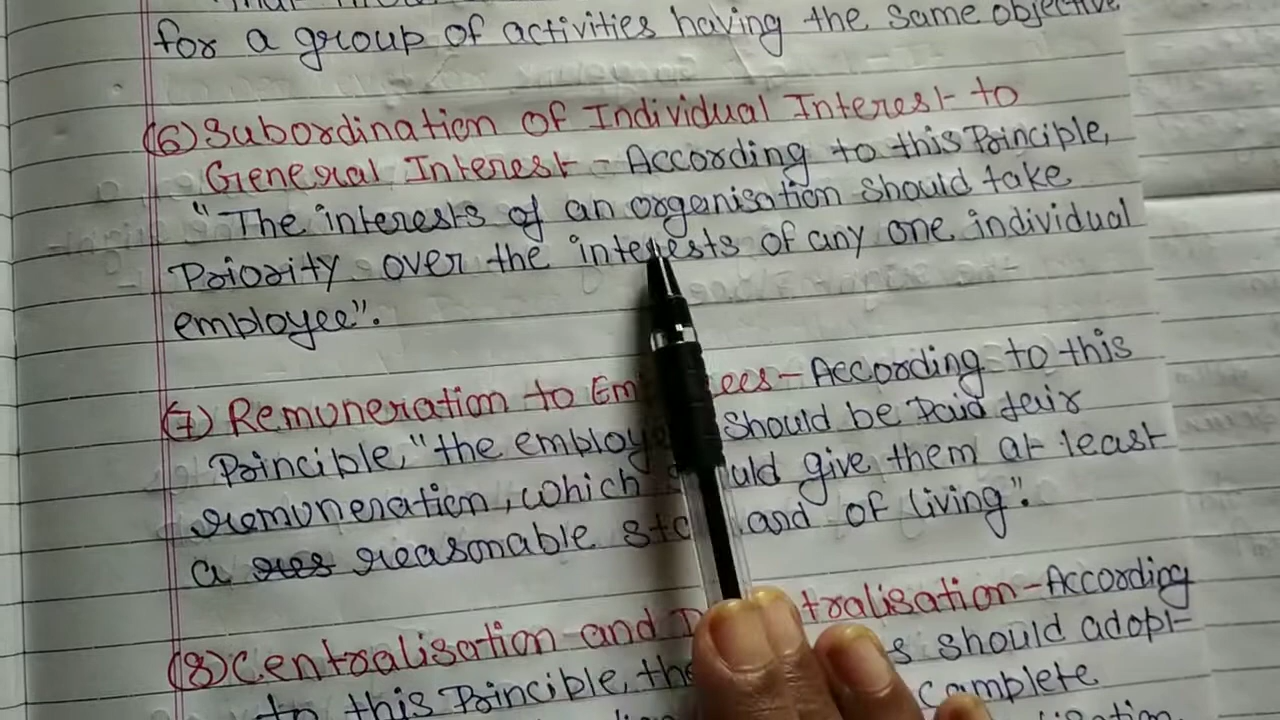 for a group of activities having the same objective
(6) Subordination of Individual Interest to
General Interest - According to this Principle,
"The interests of an organisation should take
Priority over the interests of any one individual
employee".
(7) Remuneration to Em ees - According to this
Principle, "the employ should be Paid fair
remuneration, which should give them at least
a res reasonable standard of living".
(8) Centralisation and D tralisation - According
to this Principle, the s should adopt
complete